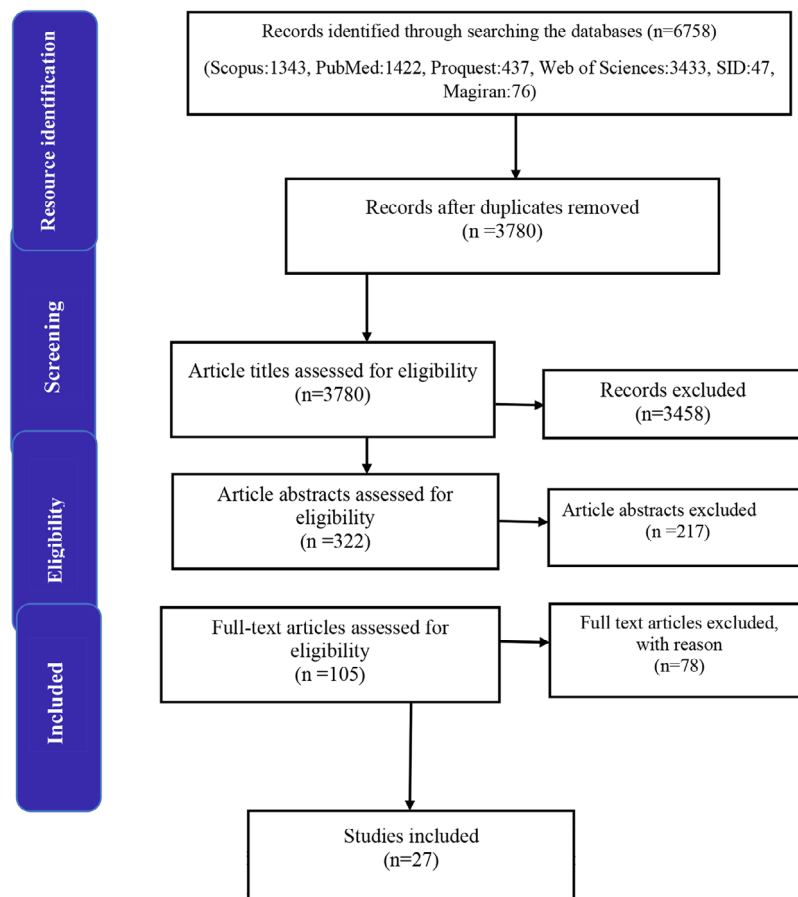 Resource identification
Records identified through searching the databases (n=6758)
(Scopus:1343, PubMed:1422, Proquest:437, Web of Sciences:3433, SID:47,
Magiran:76)
Records after duplicates removed
(n =3780)
Screening
Article titles assessed for eligibility
(n=3780)
Records excluded
(n=3458)
Eligibility
Article abstracts assessed for
eligibility
(n =322)
Article abstracts excluded
(n =217)
Included
Full-text articles assessed for
eligibility
(n =105)
Full text articles excluded,
with reason
(n=78)
Studies included
(n=27)